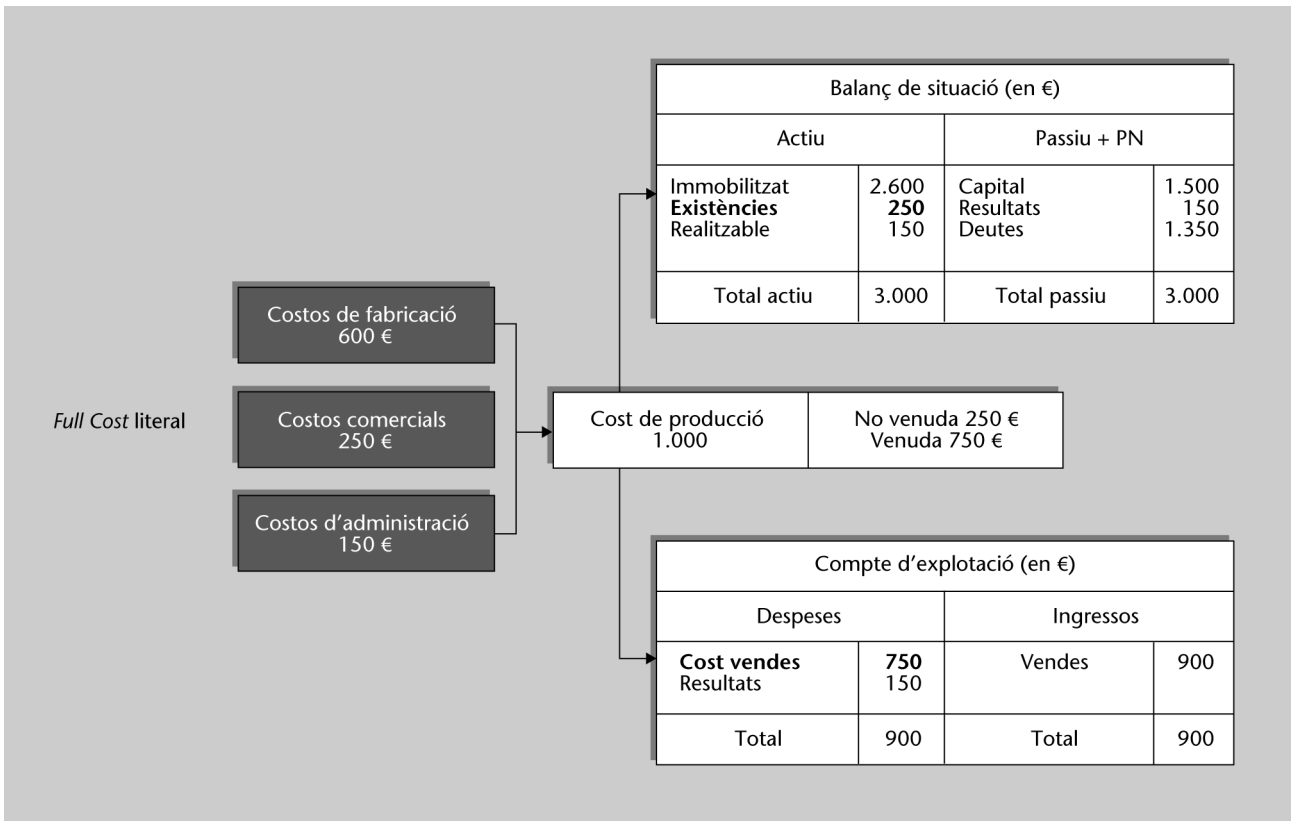 Full Cost literal
Costos de fabricació
600 €
Costos comercials
250 €
Costos d'administració
150 €
Cost de producció
1.000
No venuda 250 €
Venuda 750 €
Balanç de situació (en €)
Actiu Passiu + PN
Immobilitzat 2.600 Capital 1.500
Existències 250 Resultats 150
Realitzable 150 Deutes 1.350
Total actiu 3.000 Total passiu 3.000
Compte d'explotació (en €)
Despeses Ingressos
Cost vendes 750 Vendes 900
Resultats 150
Total 900 Total 900